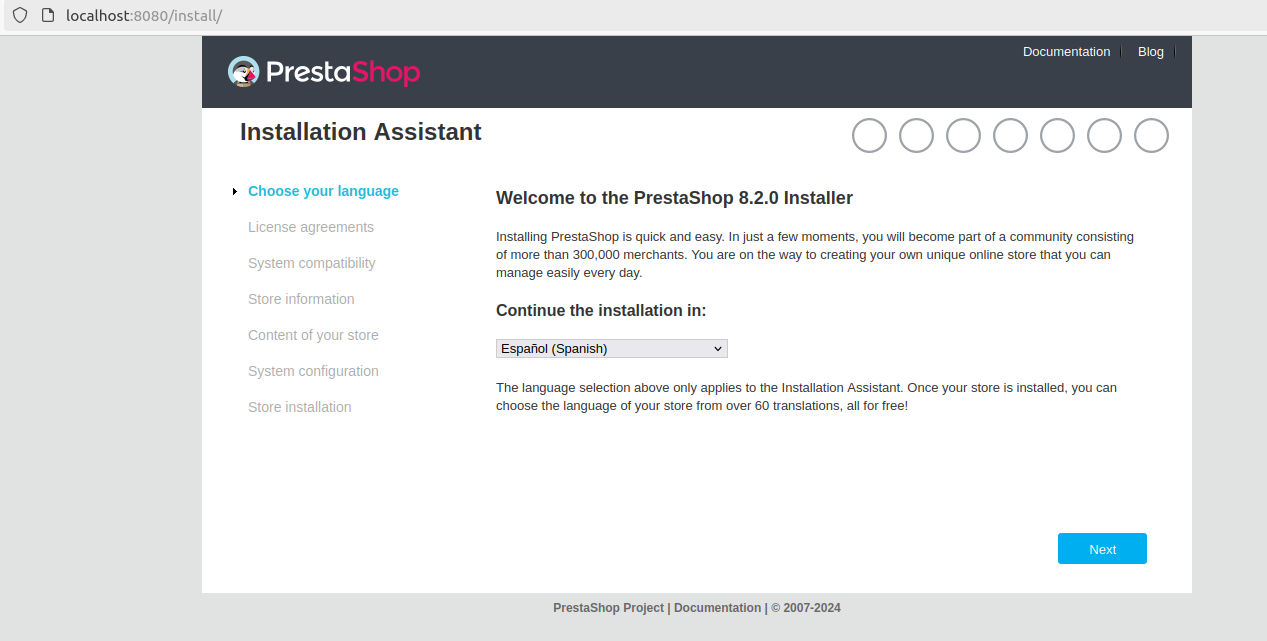 localhost:8080/install/
Documentation
Blog
PrestaShop
Installation Assistant
Choose your language
License agreements
System compatibility
Store information
Content of your store
System configuration
Store installation
Welcome to the PrestaShop 8.2.0 Installer
Installing PrestaShop is quick and easy. In just a few moments, you will become part of a community consisting
of more than 300,000 merchants. You are on the way to creating your own unique online store that you can
manage easily every day.
Continue the installation in:
Español (Spanish)
The language selection above only applies to the Installation Assistant. Once your store is installed, you can
choose the language of your store from over 60 translations, all for free!
Next
PrestaShop Project | Documentation | © 2007-2024